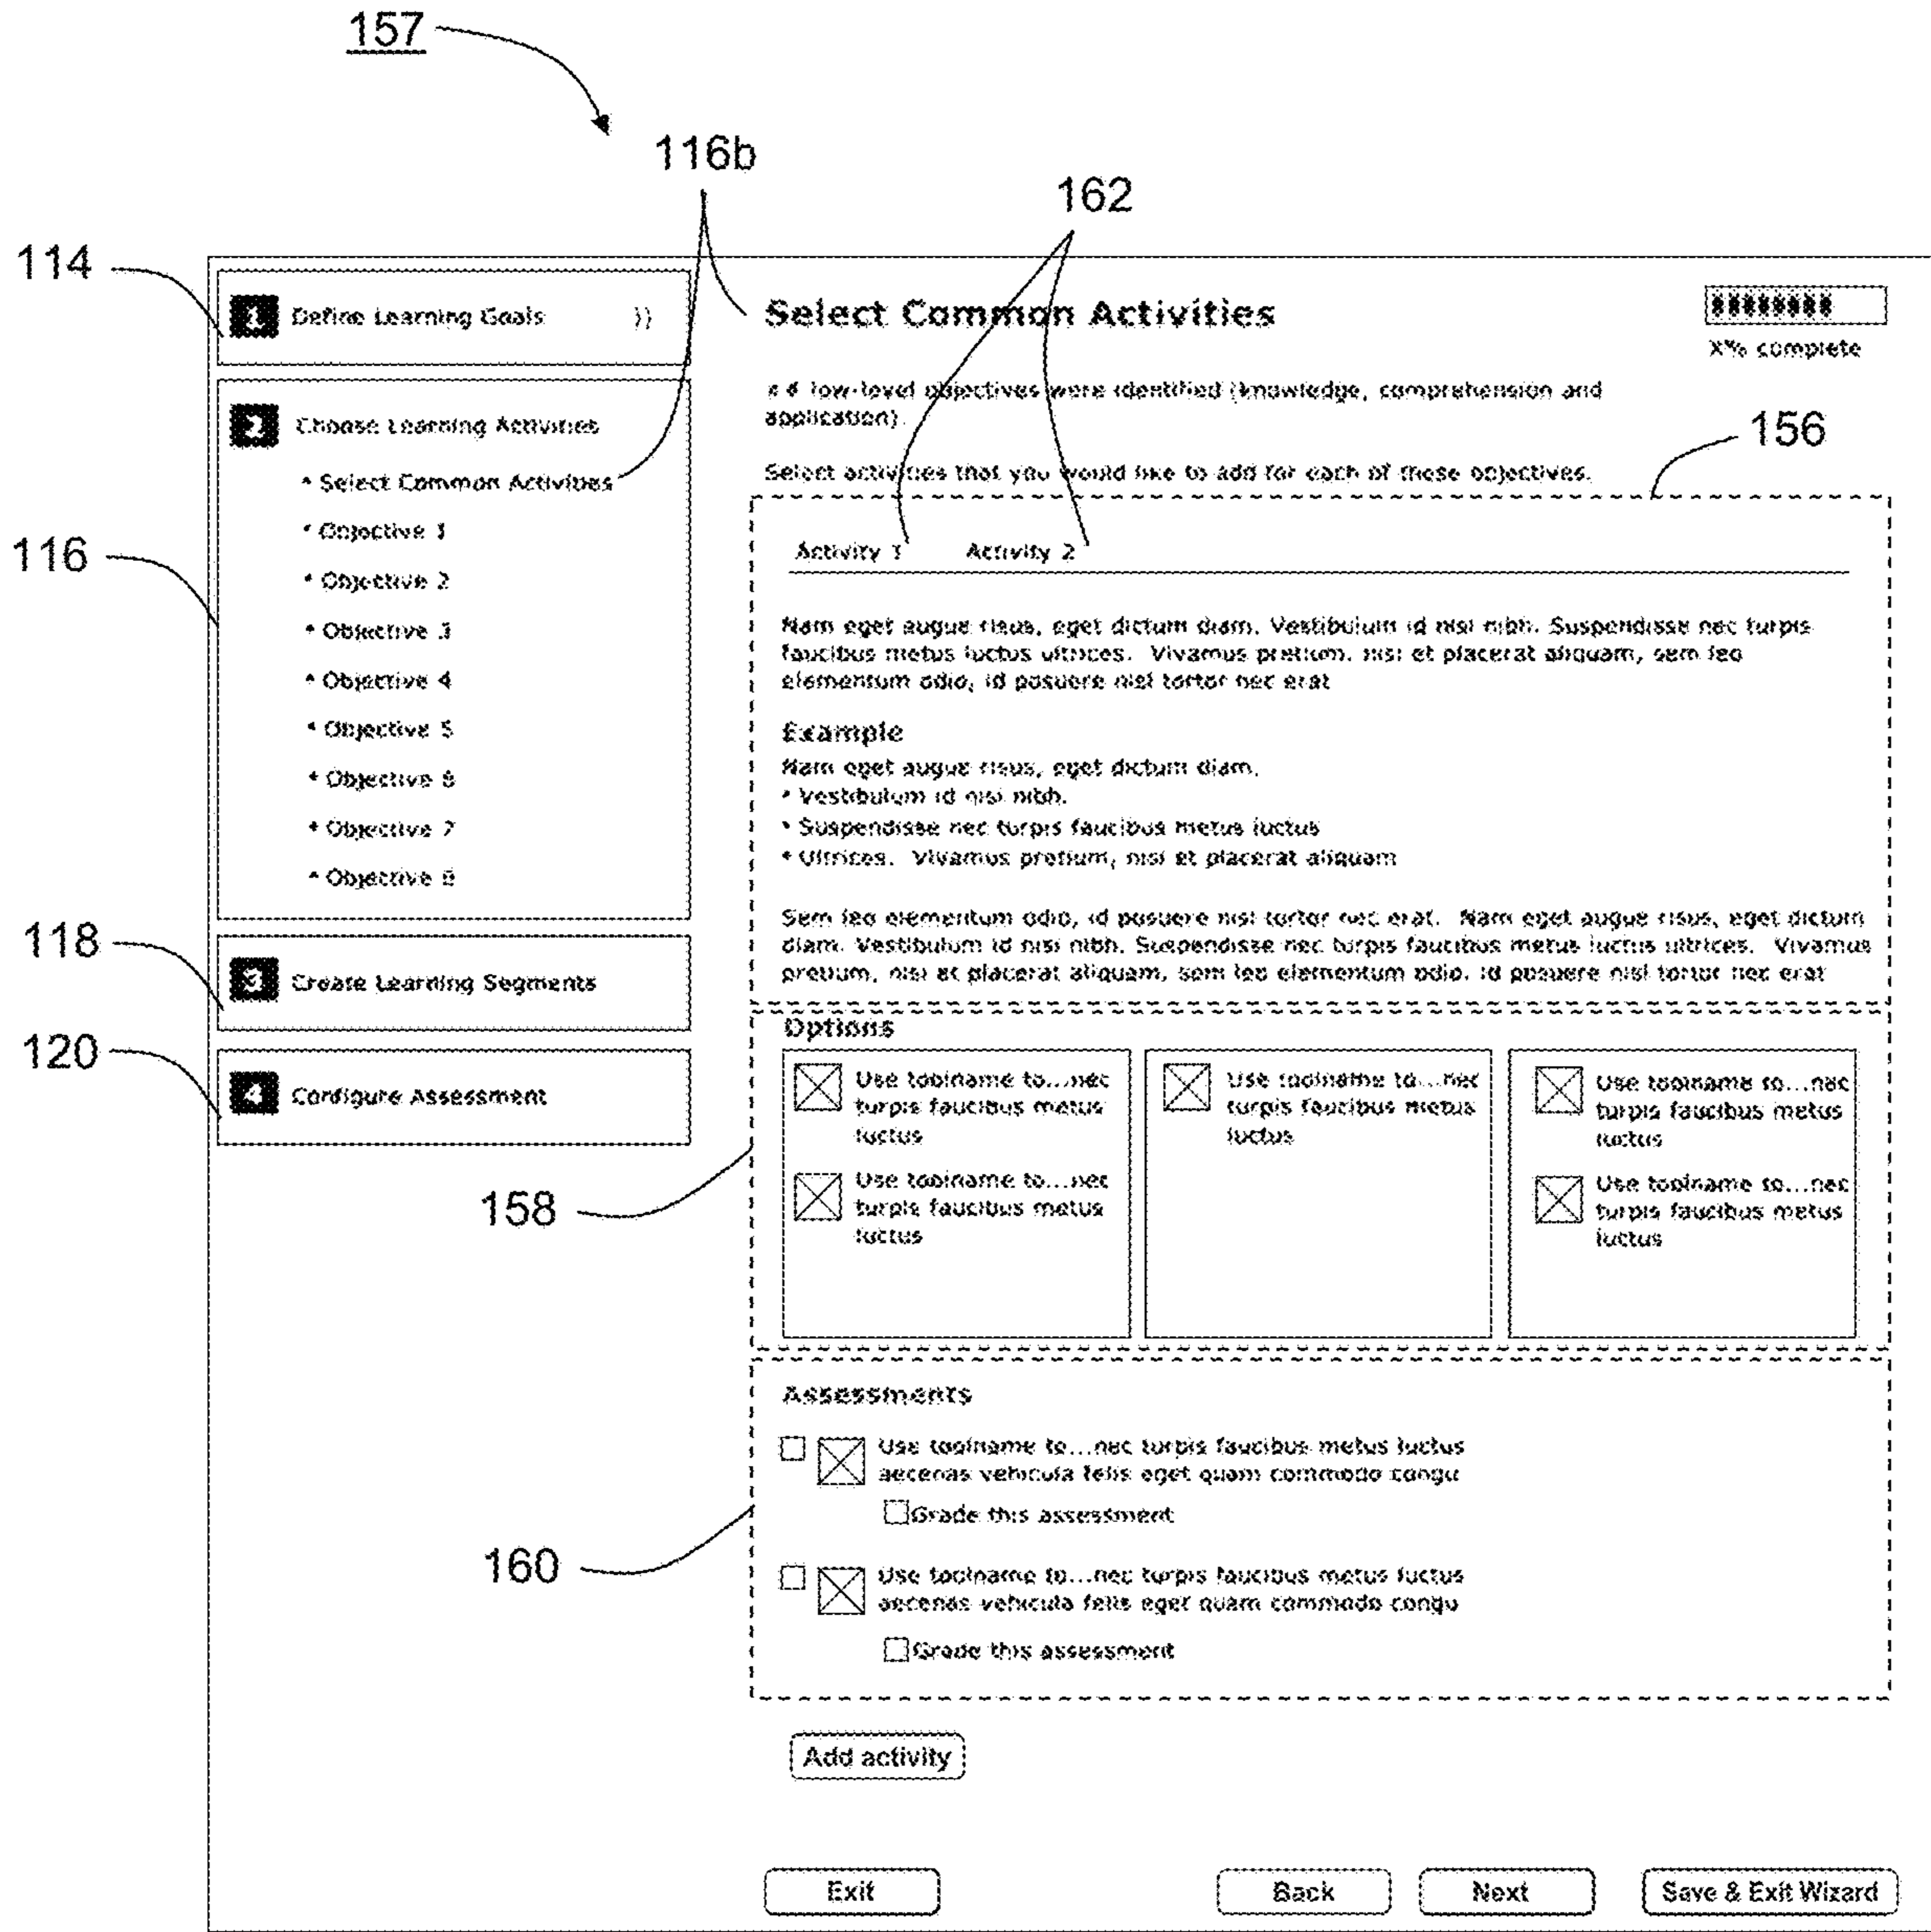 157
116b
162
114
1 Define Learning Goals
Select Common Activities
X% complete
low-level objectives were identified (knowledge, comprehension and
application).
156
2 Choose Learning Activities
Select activities that you would like to add for each of these objectives.
• Select Common Activities
• Objective 1
• Objective 2
• Objective 3
• Objective 4
• Objective 5
• Objective
• Objective 7
• Objective
116
Activity 1 Activity 2
Nam eget augue risus, eget dictum diam. Vestibulum id nisi nibh. Suspendisse nec turpis
faucibus metus luctus ultrices. Vivamus pretium, nisi et placerat aliquam, sem leo
elementum odio, id posuere nisl tortor nec erat
Example
Nam eget augue risus, eget dictum diam.
• Vestibulum id nisi nibh.
• Suspendisse nec turpis faucibus metus luctus
• Ultrices. Vivamus pretium, nisi et placerat aliquam
Sem leo elementum odio, id posuere nisl tortor nec erat. Nam eget augue risus, eget dictum
diam. Vestibulum id nisi nibh. Suspendisse nec turpis faucibus metus luctus ultrices. Vivamus
pretium, nisi et placerat aliquam, sem leo elementum odio, id posuere nisl tortor nec erat
118
3 Create Learning Segments
120
4 Configure Assessment
Options
Use toolname to...nec
turpis faucibus metus
luctus
Use toolname to...nec
turpis faucibus metus
luctus
Use toolname to...nec
turpis faucibus metus
luctus
Use toolname to...nec
turpis faucibus metus
luctus
Use toolname to...nec
turpis faucibus metus
luctus
158
Assessments
Use toolname to...nec turpis faucibus metus luctus
aecenas vehicula felis eget quam commodo congu
Grade this assessment
160
Use toolname to...nec turpis faucibus metus luctus
aecenas vehicula felis eget quam commodo congu
Grade this assessment
Add activity
Exit Back Next Save & Exit Wizard